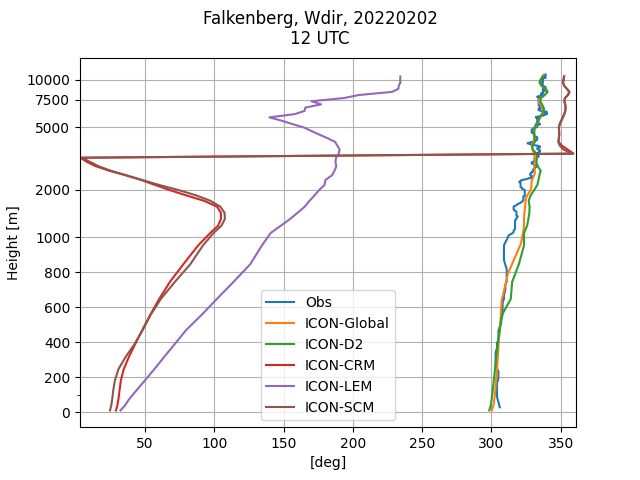 Falkenberg, Wdir, 20220202
12 UTC
Height [m]
10000
7500
5000
2000
1000
800
600
400
200
0
50
100
150
200
250
300
350
[deg]
Obs
ICON-Global
ICON-D2
ICON-CRM
ICON-LEM
ICON-SCM